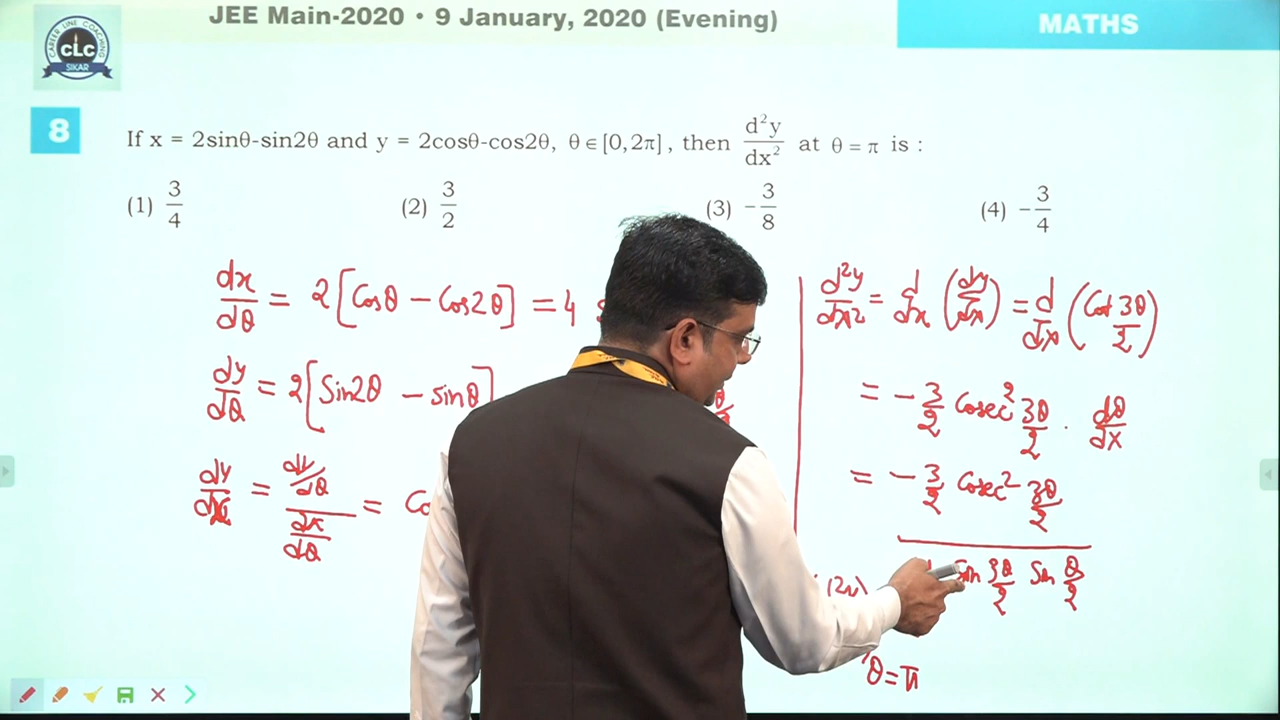 JEE Main-2020 • 9 January, 2020 (Evening)
MATHS
CAREER LINE COACHING
CLC
SIKAR
8
If x = 2sinθ-sin2θ and y = 2cosθ-cos2θ, θ∈[0,2π], then d²y/dx² at θ = π is :
(1) 3/4 (2) 3/2 (3) -3/8 (4) -3/4
dx/dθ = 2[Cosθ - Cos2θ] = 4
dy/dθ = 2[Sin2θ - sinθ]
dy/dx = (dy/dθ)/(dx/dθ) =
d²y/dx² = d/dx (dy/dx) = d/dx (Cot 3θ/2)
= -3/2 Cosec² 3θ/2 . dθ/dx
= -3/2 Cosec² 3θ/2
Sin 3θ/2 Sin θ/2
θ=π